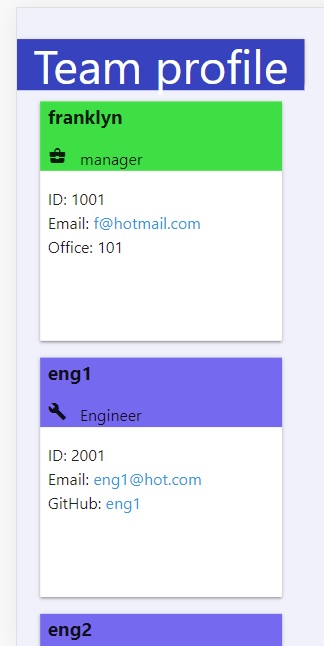 Team profile
franklyn
manager
ID: 1001
Email: f@hotmail.com
Office: 101
eng1
Engineer
ID: 2001
Email: eng1@hot.com
GitHub: eng1
eng2